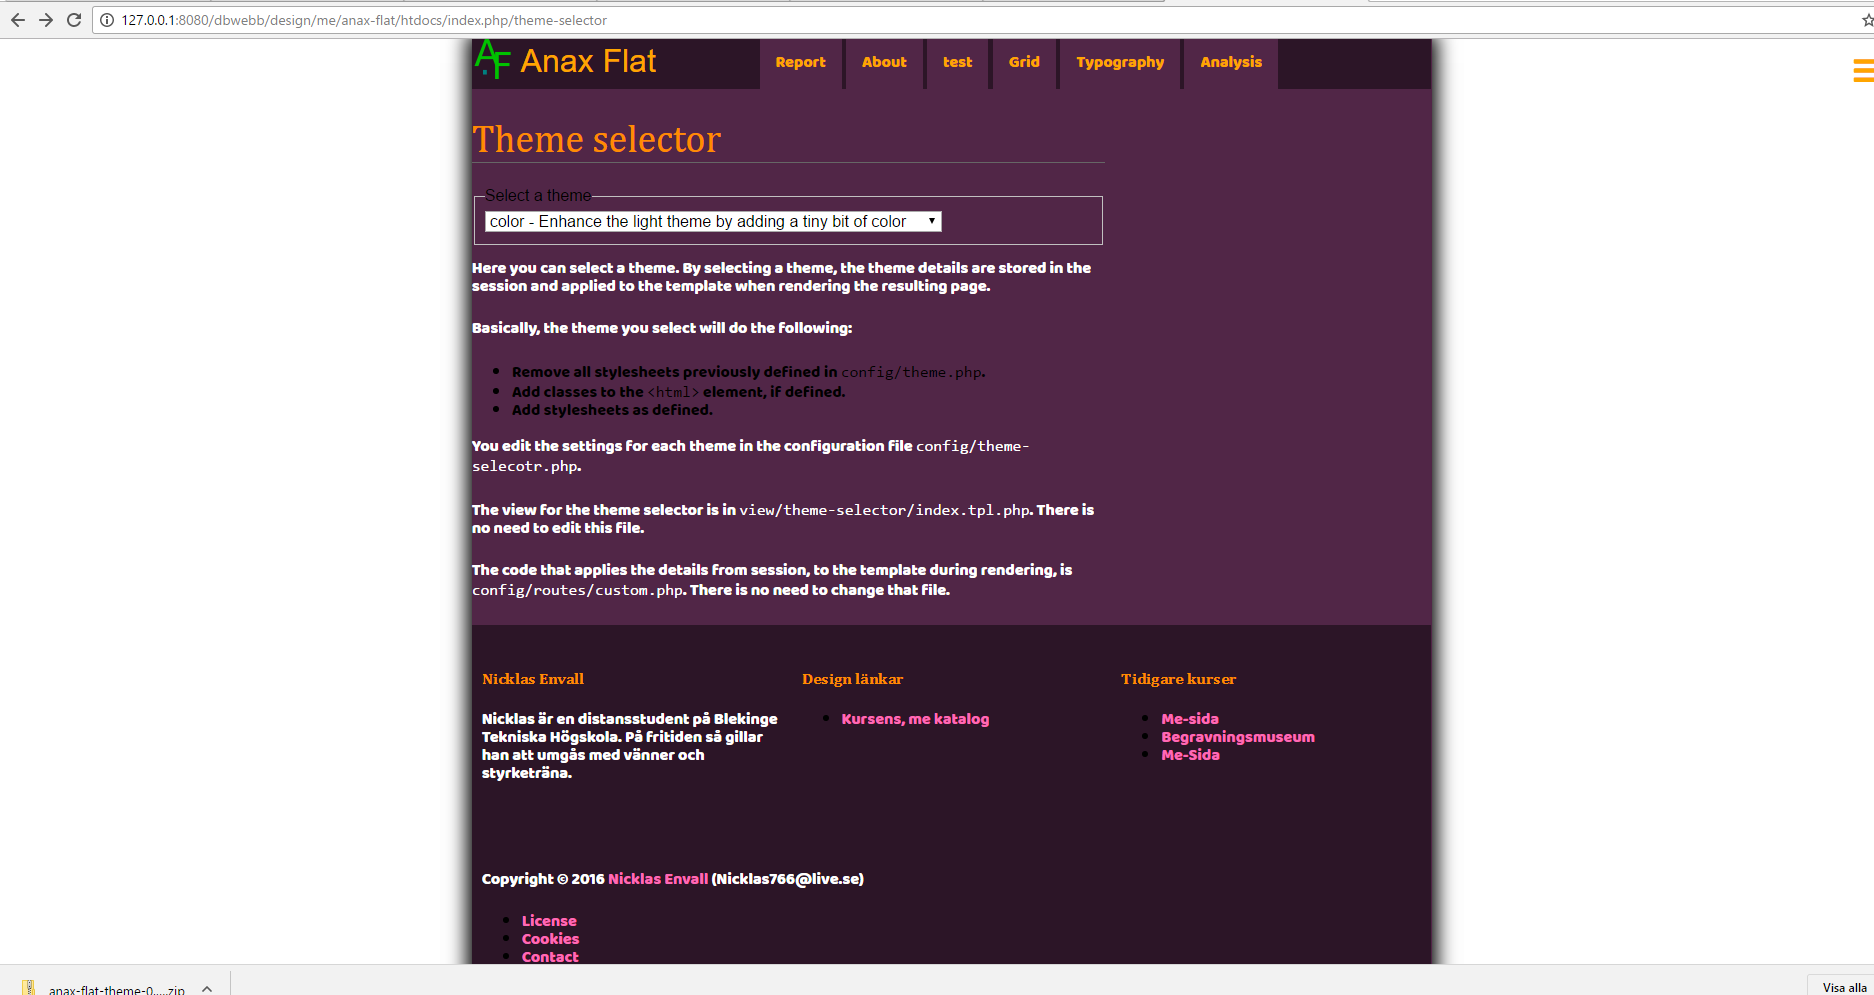 127.0.0.1:8080/dbwebb/design/me/anax-flat/htdocs/index.php/theme-selector
AF Anax Flat
Report About test Grid Typography Analysis
Theme selector
Select a theme
color - Enhance the light theme by adding a tiny bit of color
Here you can select a theme. By selecting a theme, the theme details are stored in the
session and applied to the template when rendering the resulting page.
Basically, the theme you select will do the following:
Remove all stylesheets previously defined in config/theme.php.
Add classes to the <html> element, if defined.
Add stylesheets as defined.
You edit the settings for each theme in the configuration file config/theme-
selecotr.php.
The view for the theme selector is in view/theme-selector/index.tpl.php. There is
no need to edit this file.
The code that applies the details from session, to the template during rendering, is
config/routes/custom.php. There is no need to change that file.
Nicklas Envall
Nicklas är en distansstudent på Blekinge
Tekniska Högskola. På fritiden så gillar
han att umgås med vänner och
styrketräna.
Design länkar
Kursens, me katalog
Tidigare kurser
Me-sida
Begravningsmuseum
Me-Sida
Copyright © 2016 Nicklas Envall (Nicklas766@live.se)
License
Cookies
Contact
anax-flat-theme-0.....zip
Visa alla